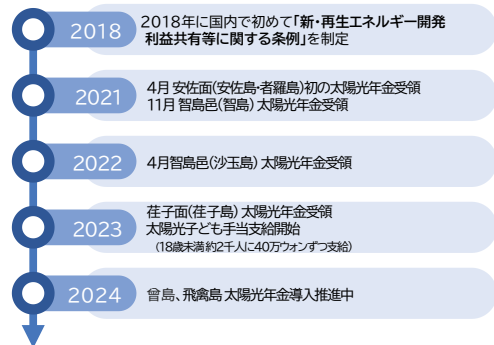 2018
2018年に国内で初めて「新・再生エネルギー開発
利益共有等に関する条例」を制定
2021
4月 安佐面(安佐島・者羅島)初の太陽光年金受領
11月 智島邑(智島) 太陽光年金受領
2022
4月智島邑(沙玉島) 太陽光年金受領
2023
荏子面(荏子島) 太陽光年金受領
太陽光子ども手当支給開始
(18歳未満約2千人に40万ウォンずつ支給)
2024
曾島、飛禽島 太陽光年金導入推進中